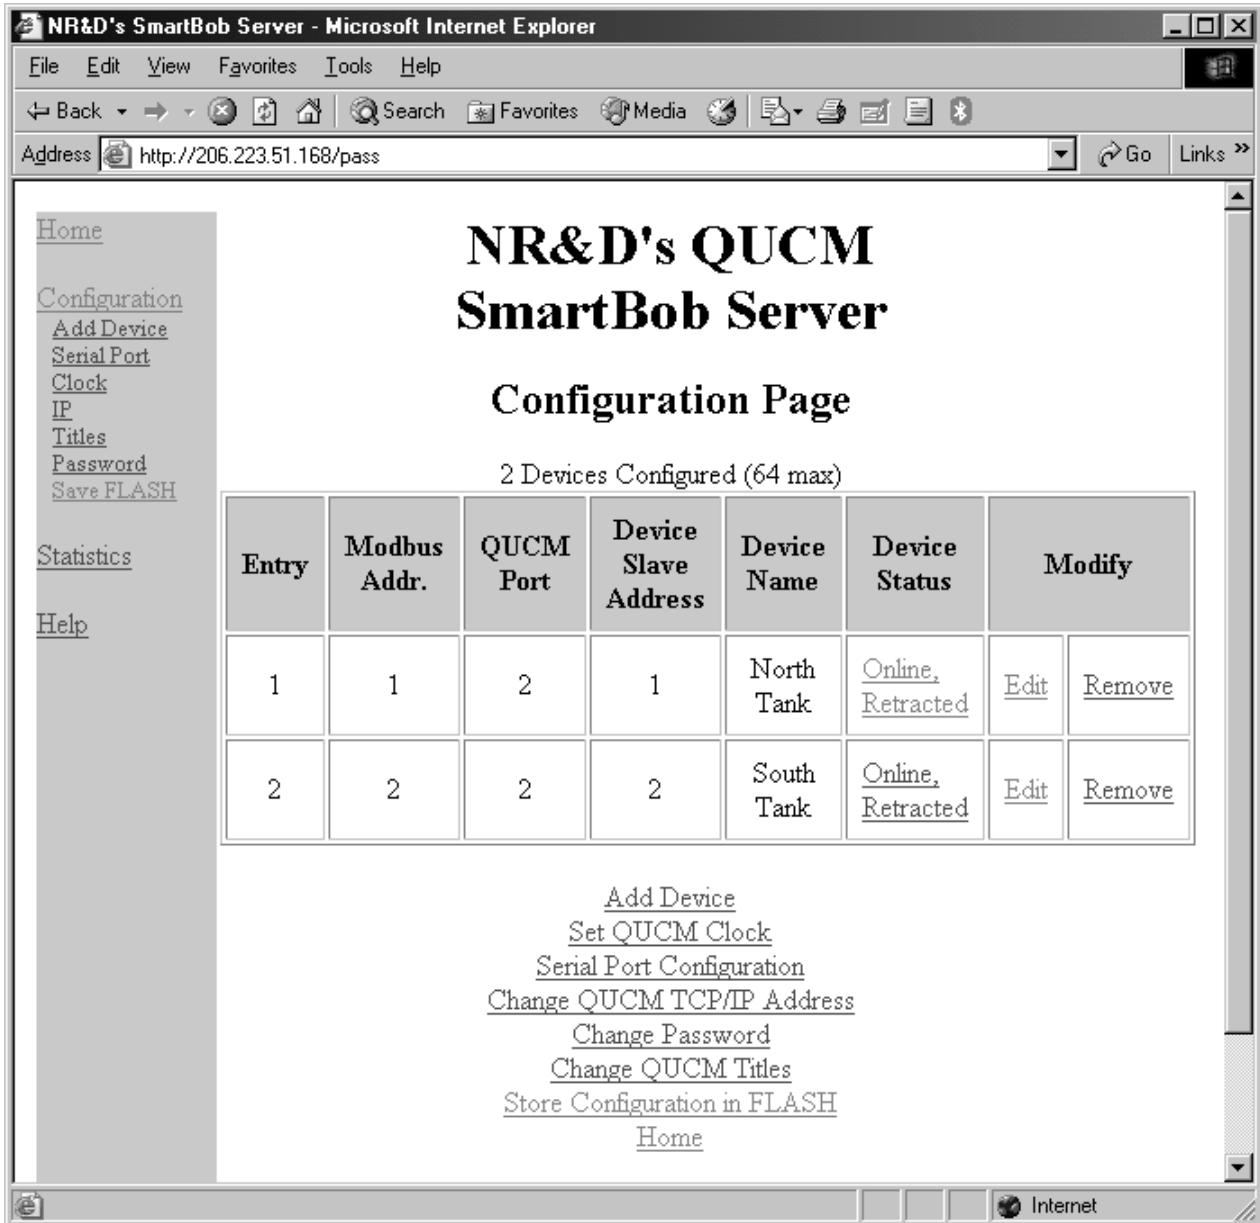 NR&D's SmartBob Server - Microsoft Internet Explorer
File Edit View Favorites Tools Help
Back Search Favorites Media
Address http://206.223.51.168/pass Go Links »
Home
Configuration
Add Device
Serial Port
Clock
IP
Titles
Password
Save FLASH
Statistics
Help
NR&D's QUCM
SmartBob Server
Configuration Page
2 Devices Configured (64 max)
Entry Modbus Addr. QUCM Port Device Slave Address Device Name Device Status Modify
1 1 2 1 North Tank Online, Retracted Edit Remove
2 2 2 2 South Tank Online, Retracted Edit Remove
Add Device
Set QUCM Clock
Serial Port Configuration
Change QUCM TCP/IP Address
Change Password
Change QUCM Titles
Store Configuration in FLASH
Home
Internet